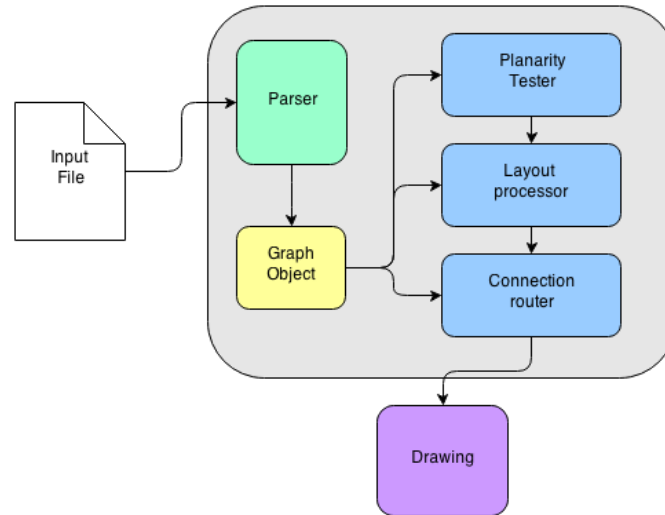 Input
File
Parser
Graph
Object
Planarity
Tester
Layout
processor
Connection
router
Drawing